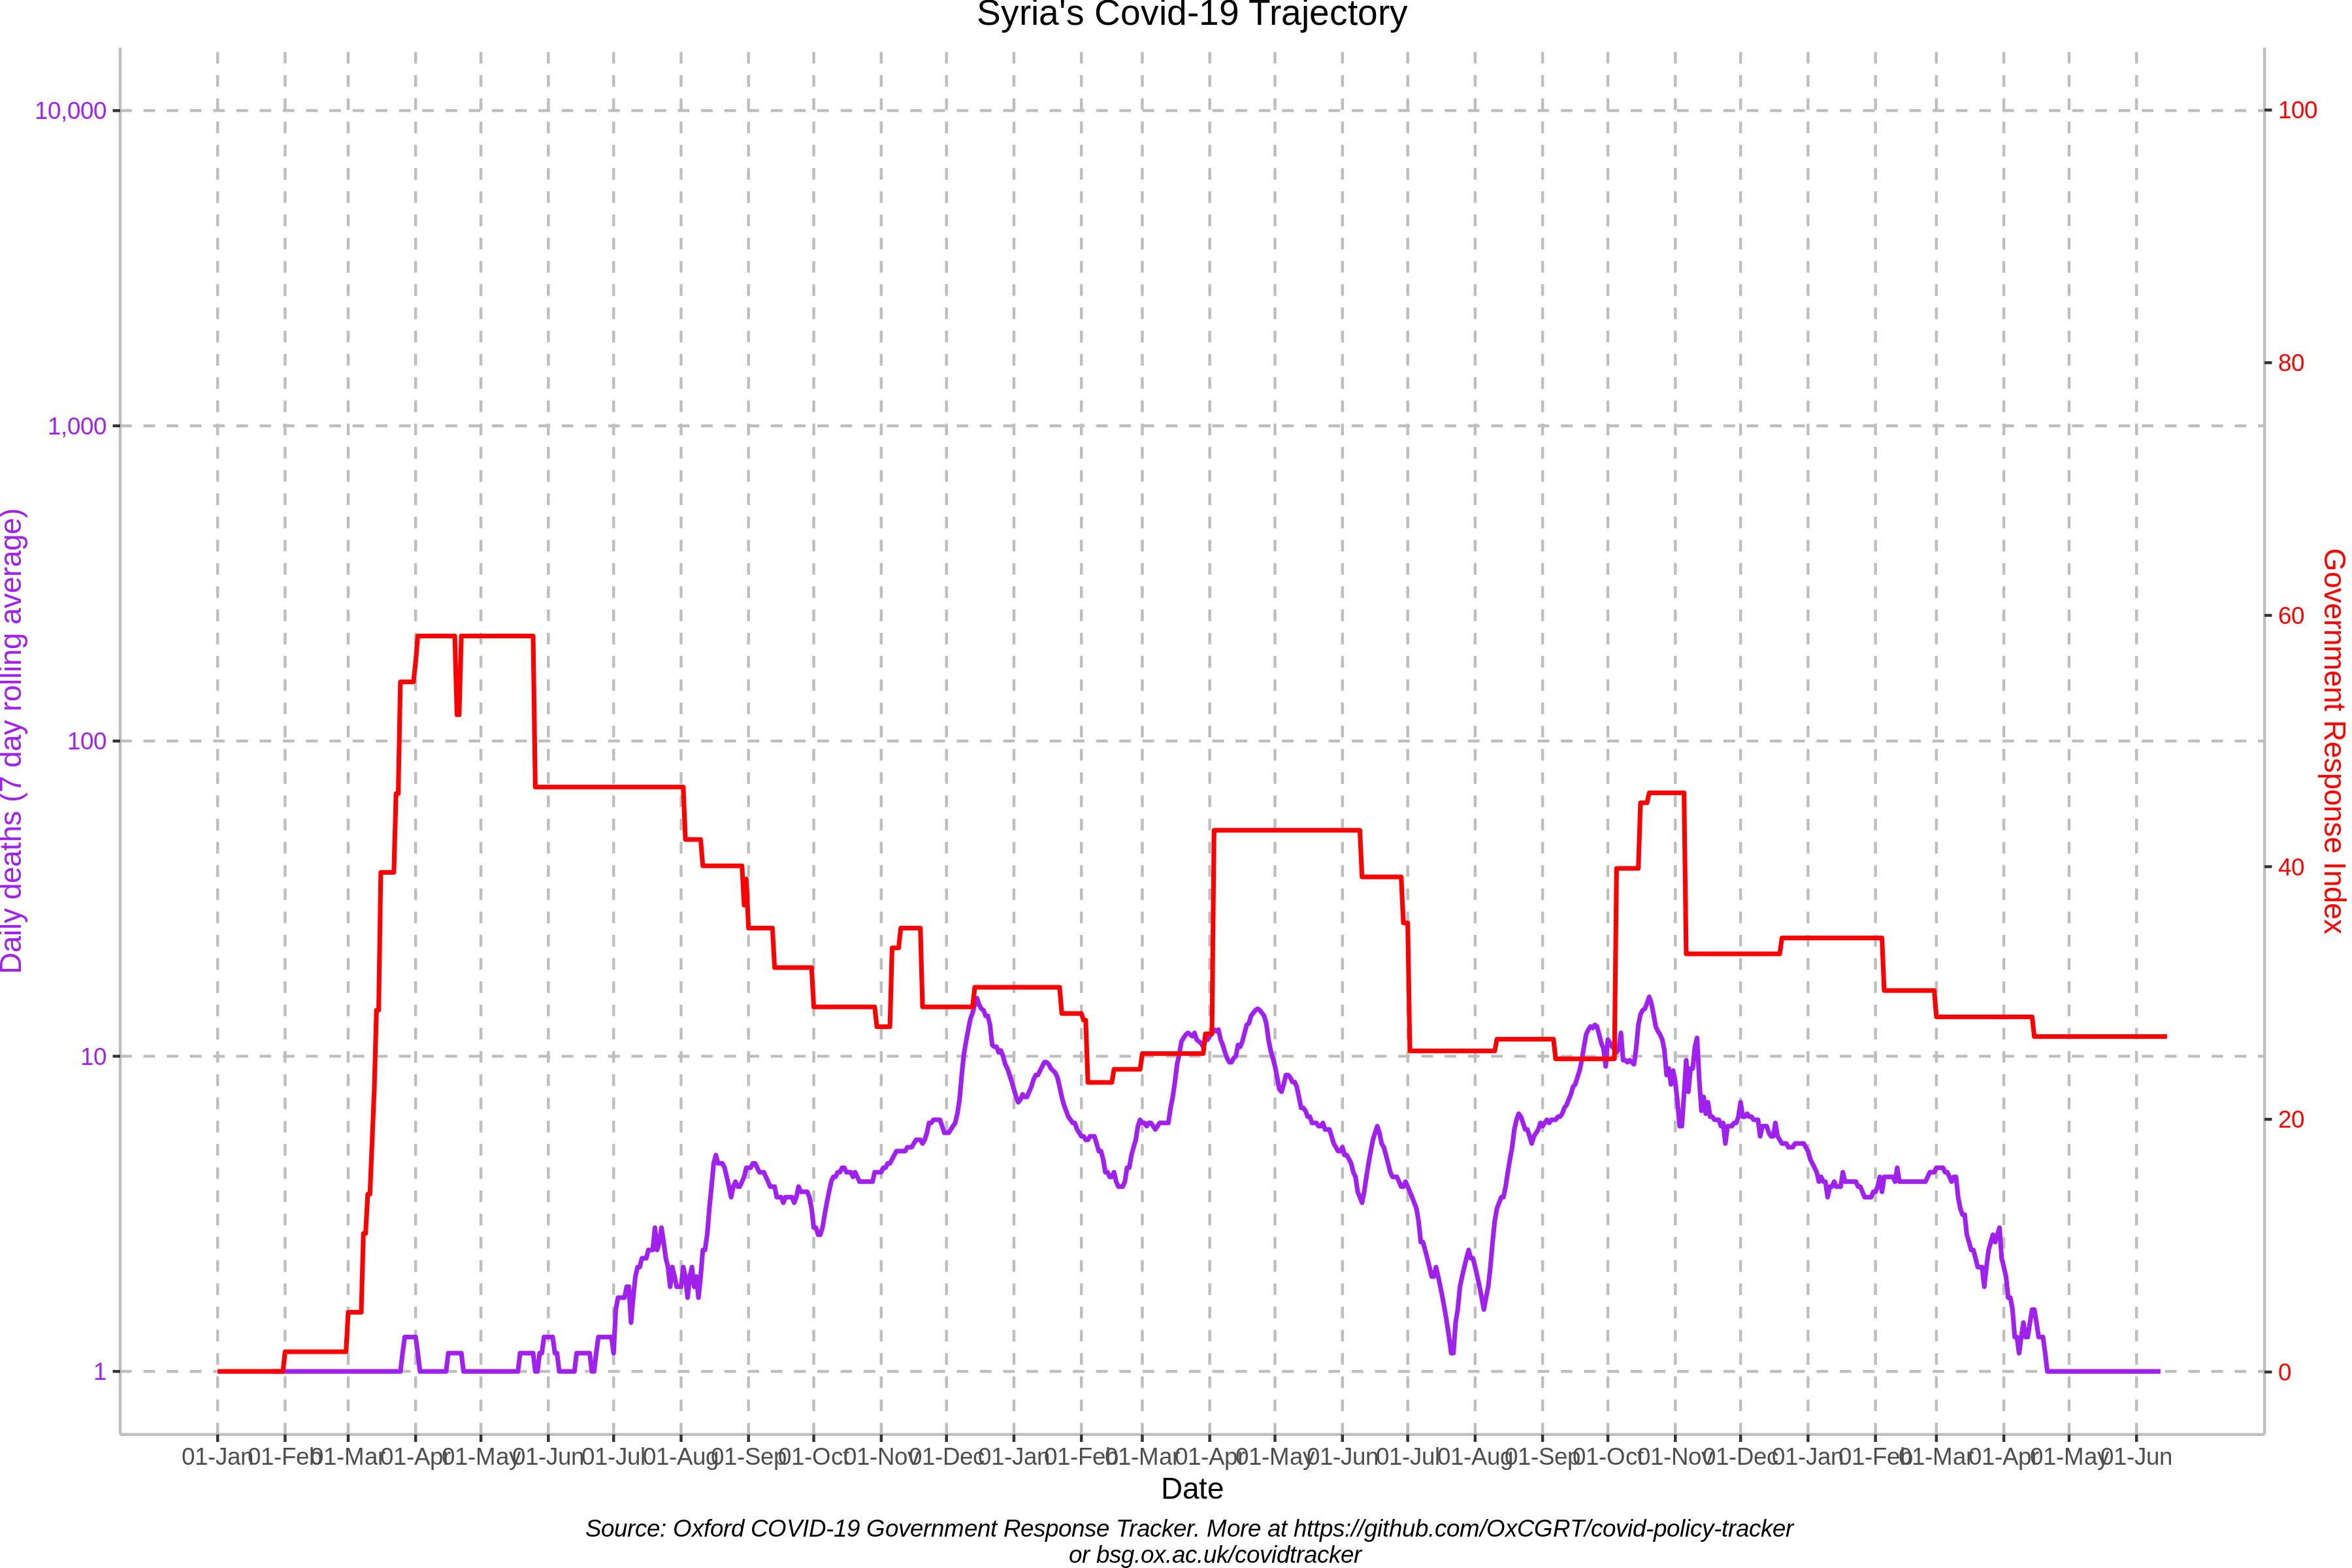 Syria's Covid-19 Trajectory
10,000
1,000
100
10
1
Daily deaths (7 day rolling average)
100
80
60
40
20
0
Government Response Index
01-Jan 01-Feb 01-Mar 01-Apr 01-May 01-Jun 01-Jul 01-Aug 01-Sep 01-Oct 01-Nov 01-Dec 01-Jan 01-Feb 01-Mar 01-Apr 01-May 01-Jun 01-Jul 01-Aug 01-Sep 01-Oct 01-Nov 01-Dec 01-Jan 01-Feb 01-Mar 01-Apr 01-May 01-Jun
Date
Source: Oxford COVID-19 Government Response Tracker. More at https://github.com/OxCGRT/covid-policy-tracker
or bsg.ox.ac.uk/covidtracker